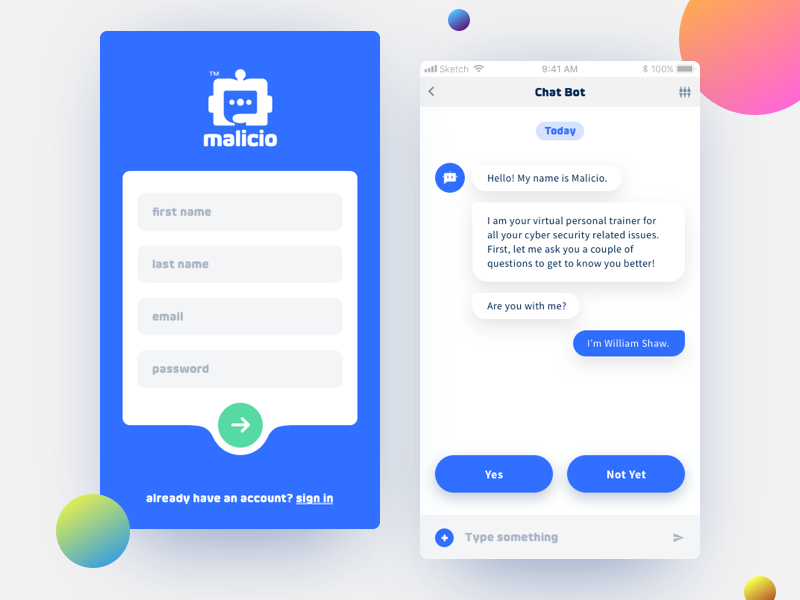 TM
malicio
first name
last name
email
password
already have an account? sign in
Sketch
9:41 AM
100%
Chat Bot
Today
Hello! My name is Malicio.
I am your virtual personal trainer for
all your cyber security related issues.
First, let me ask you a couple of
questions to get to know you better!
Are you with me?
I'm William Shaw.
Yes
Not Yet
Type something